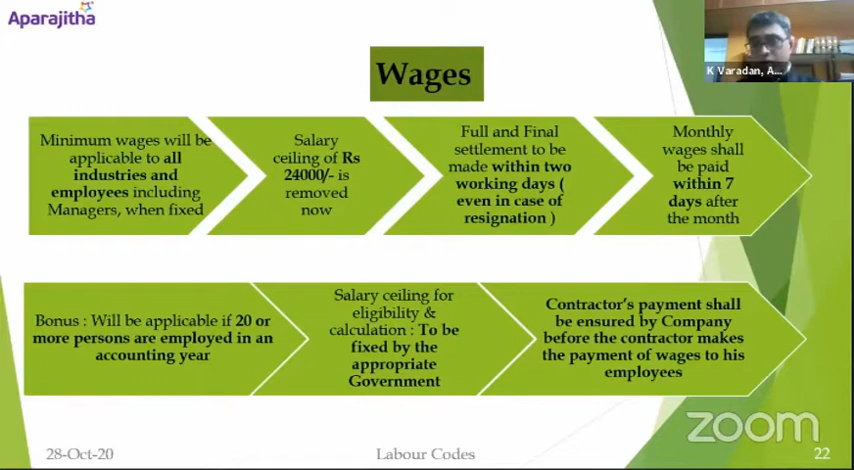 Aparajitha
K Varadan, A...
Wages
Minimum wages will be
applicable to all
industries and
employees including
Managers, when fixed
Salary
ceiling of Rs
24000/- is
removed
now
Full and Final
settlement to be
made within two
working days (
even in case of
resignation )
Monthly
wages shall
be paid
within 7
days after
the month
Bonus : Will be applicable if 20 or
more persons are employed in an
accounting year
Salary ceiling for
eligibility &
calculation : To be
fixed by the
appropriate
Government
Contractor's payment shall
be ensured by Company
before the contractor makes
the payment of wages to his
employees
zoom
28-Oct-20
Labour Codes
22